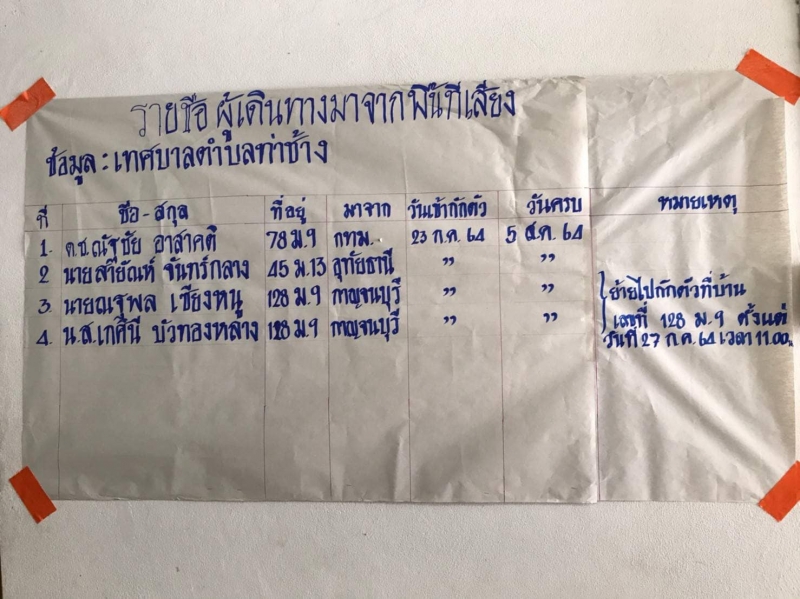 รายชื่อ ผู้เดินทางมาจากพื้นที่เสี่ยง
ข้อมูล : เทศบาลตำบลท่าช้าง
ที่ ชื่อ - สกุล ที่อยู่ มาจาก วันเข้ากักตัว วันครบ หมายเหตุ
1. ด.ช.ณัฐชัย อาสาคติ 78 ม.9 กทม. 23 ก.ค. 64 5 ส.ค. 64
2 นายสายัณห์ จันทร์กลาง 45 ม.13 อุทัยธานี " "
3. นายณฐพล เชียงหนู 128 ม.9 กาญจนบุรี " " ย้ายไปกักตัวที่บ้าน
4. น.ส.เกศินี บัวทองหลาง 128 ม.9 กาญจนบุรี " " เลขที่ 128 ม.9 ตั้งแต่
วันที่ 27 ก.ค. 64 เวลา 11.00 น.